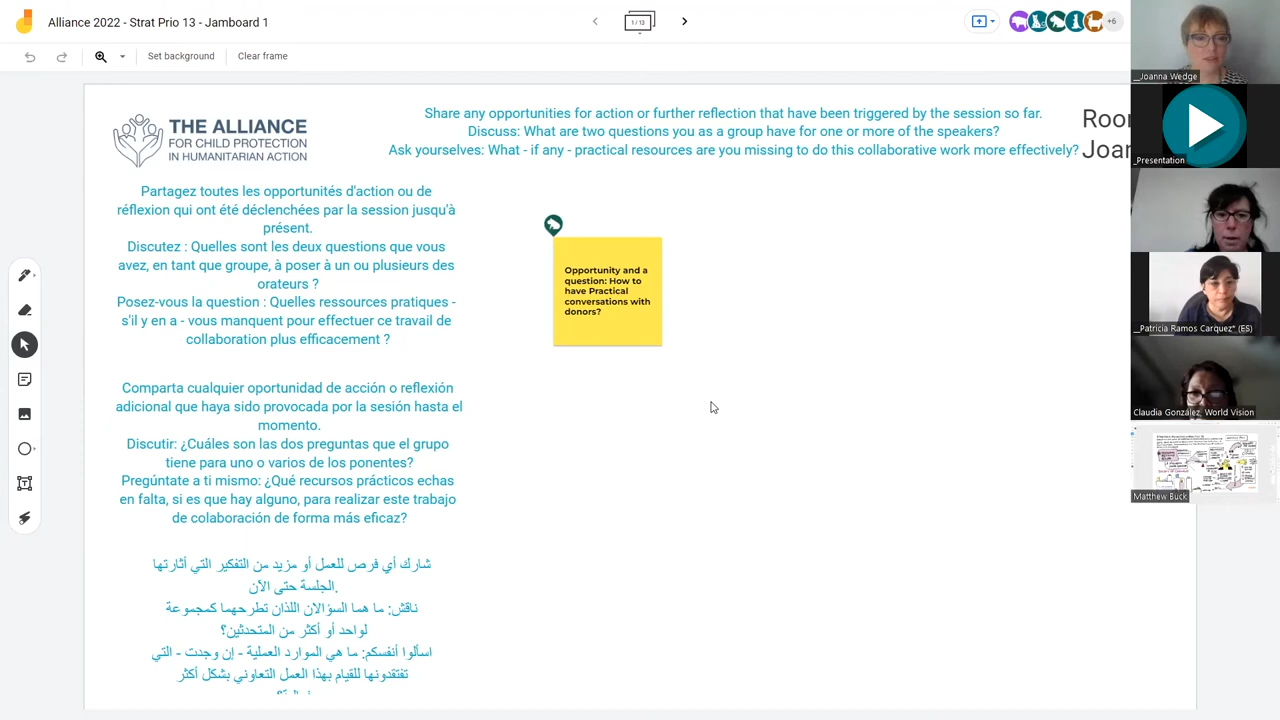 Alliance 2022 - Strat Prio 13 - Jamboard 1
1 / 13
+6
Set background
Clear frame
THE ALLIANCE
FOR CHILD PROTECTION
IN HUMANITARIAN ACTION
Share any opportunities for action or further reflection that have been triggered by the session so far.
Discuss: What are two questions you as a group have for one or more of the speakers?
Ask yourselves: What - if any - practical resources are you missing to do this collaborative work more effectively?
Partagez toutes les opportunités d'action ou de
réflexion qui ont été déclenchées par la session jusqu'à
présent.
Discutez : Quelles sont les deux questions que vous
avez, en tant que groupe, à poser à un ou plusieurs des
orateurs ?
Posez-vous la question : Quelles ressources pratiques -
s'il y en a - vous manquent pour effectuer ce travail de
collaboration plus efficacement ?
Comparta cualquier oportunidad de acción o reflexión
adicional que haya sido provocada por la sesión hasta el
momento.
Discutir: ¿Cuáles son las dos preguntas que el grupo
tiene para uno o varios de los ponentes?
Pregúntate a ti mismo: ¿Qué recursos prácticos echas
en falta, si es que hay alguno, para realizar este trabajo
de colaboración de forma más eficaz?
شارك أي فرص للعمل أو مزيد من التفكير التي أثارتها
الجلسة حتى الآن.
ناقش: ما هما السؤالان اللذان تطرحهما كمجموعة
لواحد أو أكثر من المتحدثين؟
اسألوا أنفسكم: ما هي الموارد العملية - إن وجدت - التي
تفتقدونها للقيام بهذا العمل التعاوني بشكل أكثر
Opportunity and a
question: How to
have Practical
conversations with
donors?
__Joanna Wedge
_Presentation
__Patricia Ramos Carquez* (ES)
Claudia González, World Vision
Matthew Buck